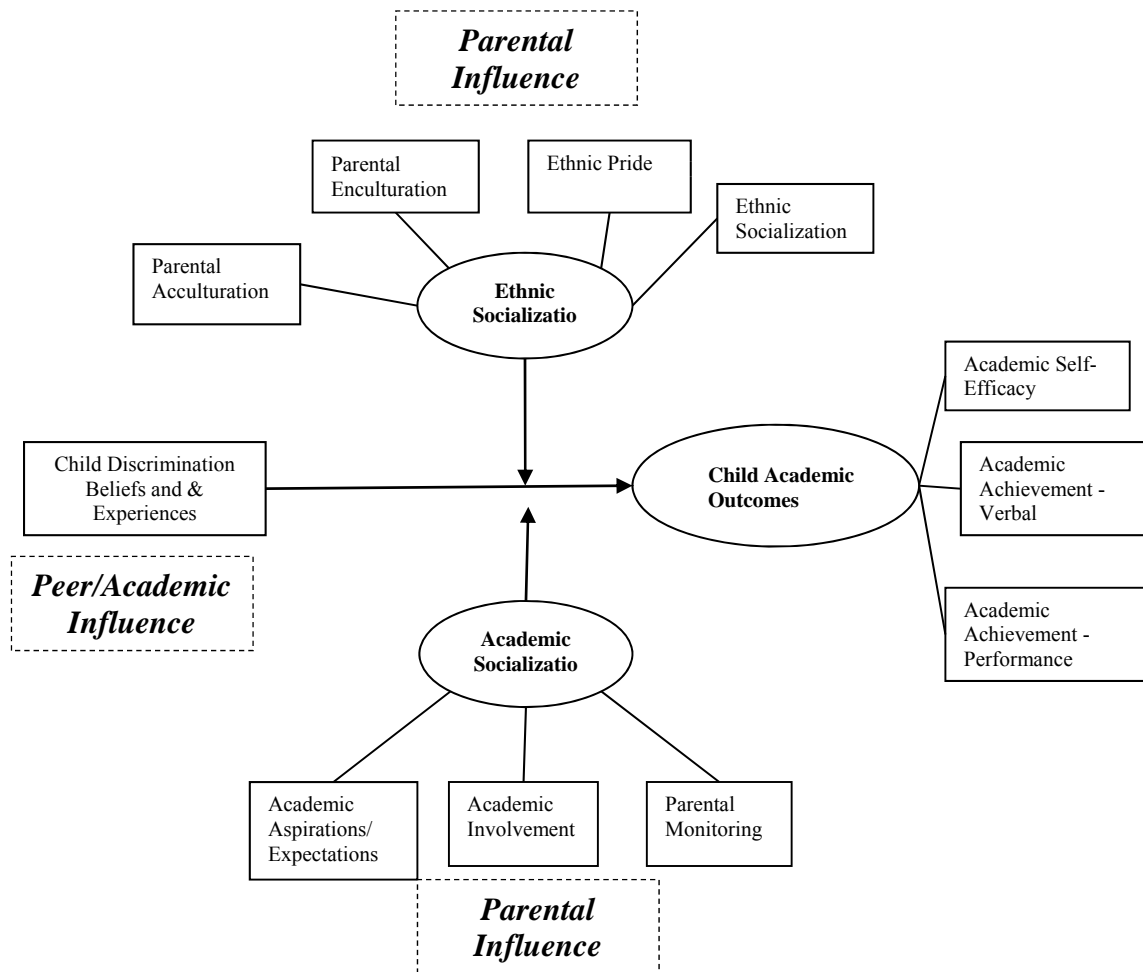 Parental
Influence
Parental
Enculturation
Ethnic Pride
Ethnic
Socialization
Parental
Acculturation
Ethnic
Socializatio
Academic Self-
Efficacy
Child Discrimination
Beliefs and &
Experiences
Child Academic
Outcomes
Academic
Achievement -
Verbal
Peer/Academic
Influence
Academic
Socializatio
Academic
Achievement -
Performance
Academic
Aspirations/
Expectations
Academic
Involvement
Parental
Monitoring
Parental
Influence